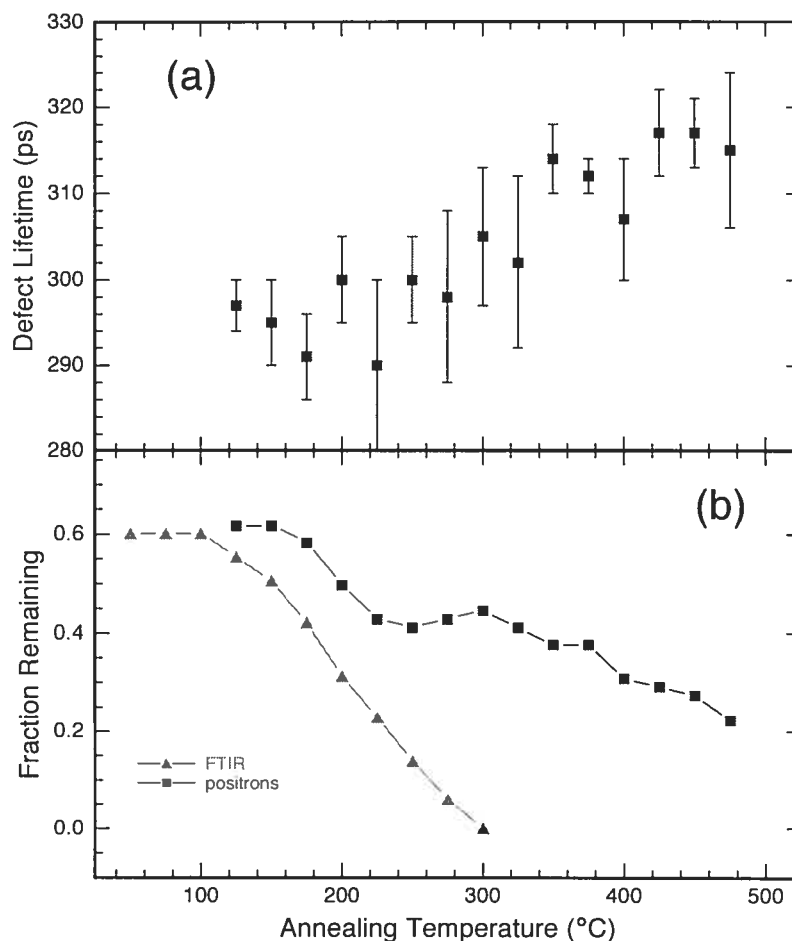 330
(a)
320
310
300
290
280
Defect Lifetime (ps)
(b)
0.6
0.4
0.2
0.0
Fraction Remaining
FTIR
positrons
100
200
300
400
500
Annealing Temperature (°C)